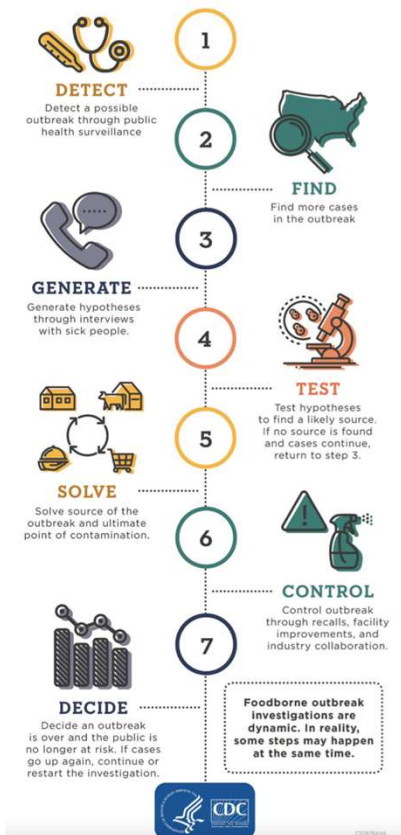 1
DETECT
Detect a possible
outbreak through public
health surveillance
2
FIND
Find more cases
in the outbreak
3
GENERATE
Generate hypotheses
through interviews
with sick people.
4
TEST
Test hypotheses
to find a likely source.
If no source is found
and cases continue,
return to step 3.
5
SOLVE
Solve source of the
outbreak and ultimate
point of contamination.
6
CONTROL
Control outbreak
through recalls, facility
improvements, and
industry collaboration.
7
DECIDE
Decide an outbreak
is over and the public
is no longer at risk. If cases
go up again, continue or
restart the investigation.
Foodborne outbreak
investigations are
dynamic. In reality,
some steps may happen
at the same time.
CDC